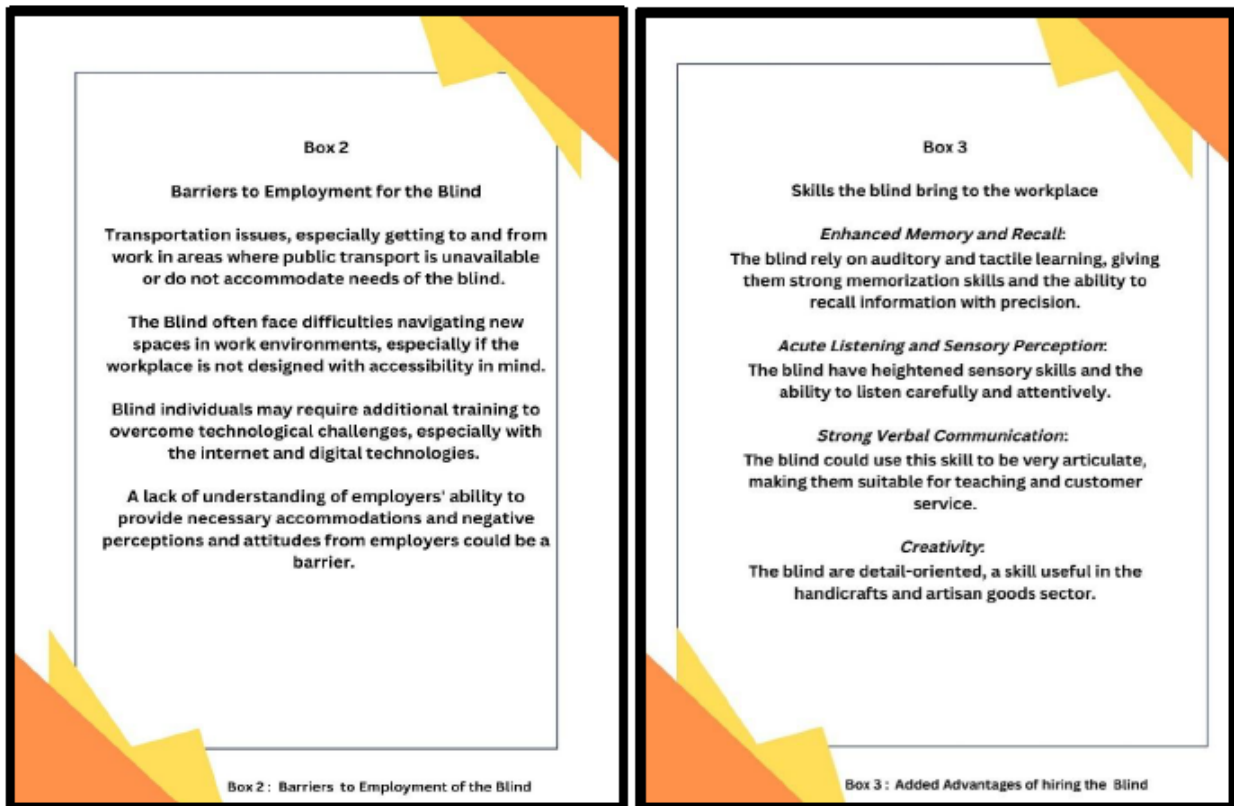 Box 2
Barriers to Employment for the Blind
Transportation issues, especially getting to and from
work in areas where public transport is unavailable
or do not accommodate needs of the blind.
The Blind often face difficulties navigating new
spaces in work environments, especially if the
workplace is not designed with accessibility in mind.
Blind individuals may require additional training to
overcome technological challenges, especially with
the internet and digital technologies.
A lack of understanding of employers' ability to
provide necessary accommodations and negative
perceptions and attitudes from employers could be a
barrier.
Box 2 : Barriers to Employment of the Blind
Box 3
Skills the blind bring to the workplace
Enhanced Memory and Recall:
The blind rely on auditory and tactile learning, giving
them strong memorization skills and the ability to
recall information with precision.
Acute Listening and Sensory Perception:
The blind have heightened sensory skills and the
ability to listen carefully and attentively.
Strong Verbal Communication:
The blind could use this skill to be very articulate,
making them suitable for teaching and customer
service.
Creativity:
The blind are detail-oriented, a skill useful in the
handicrafts and artisan goods sector.
Box 3 : Added Advantages of hiring the Blind